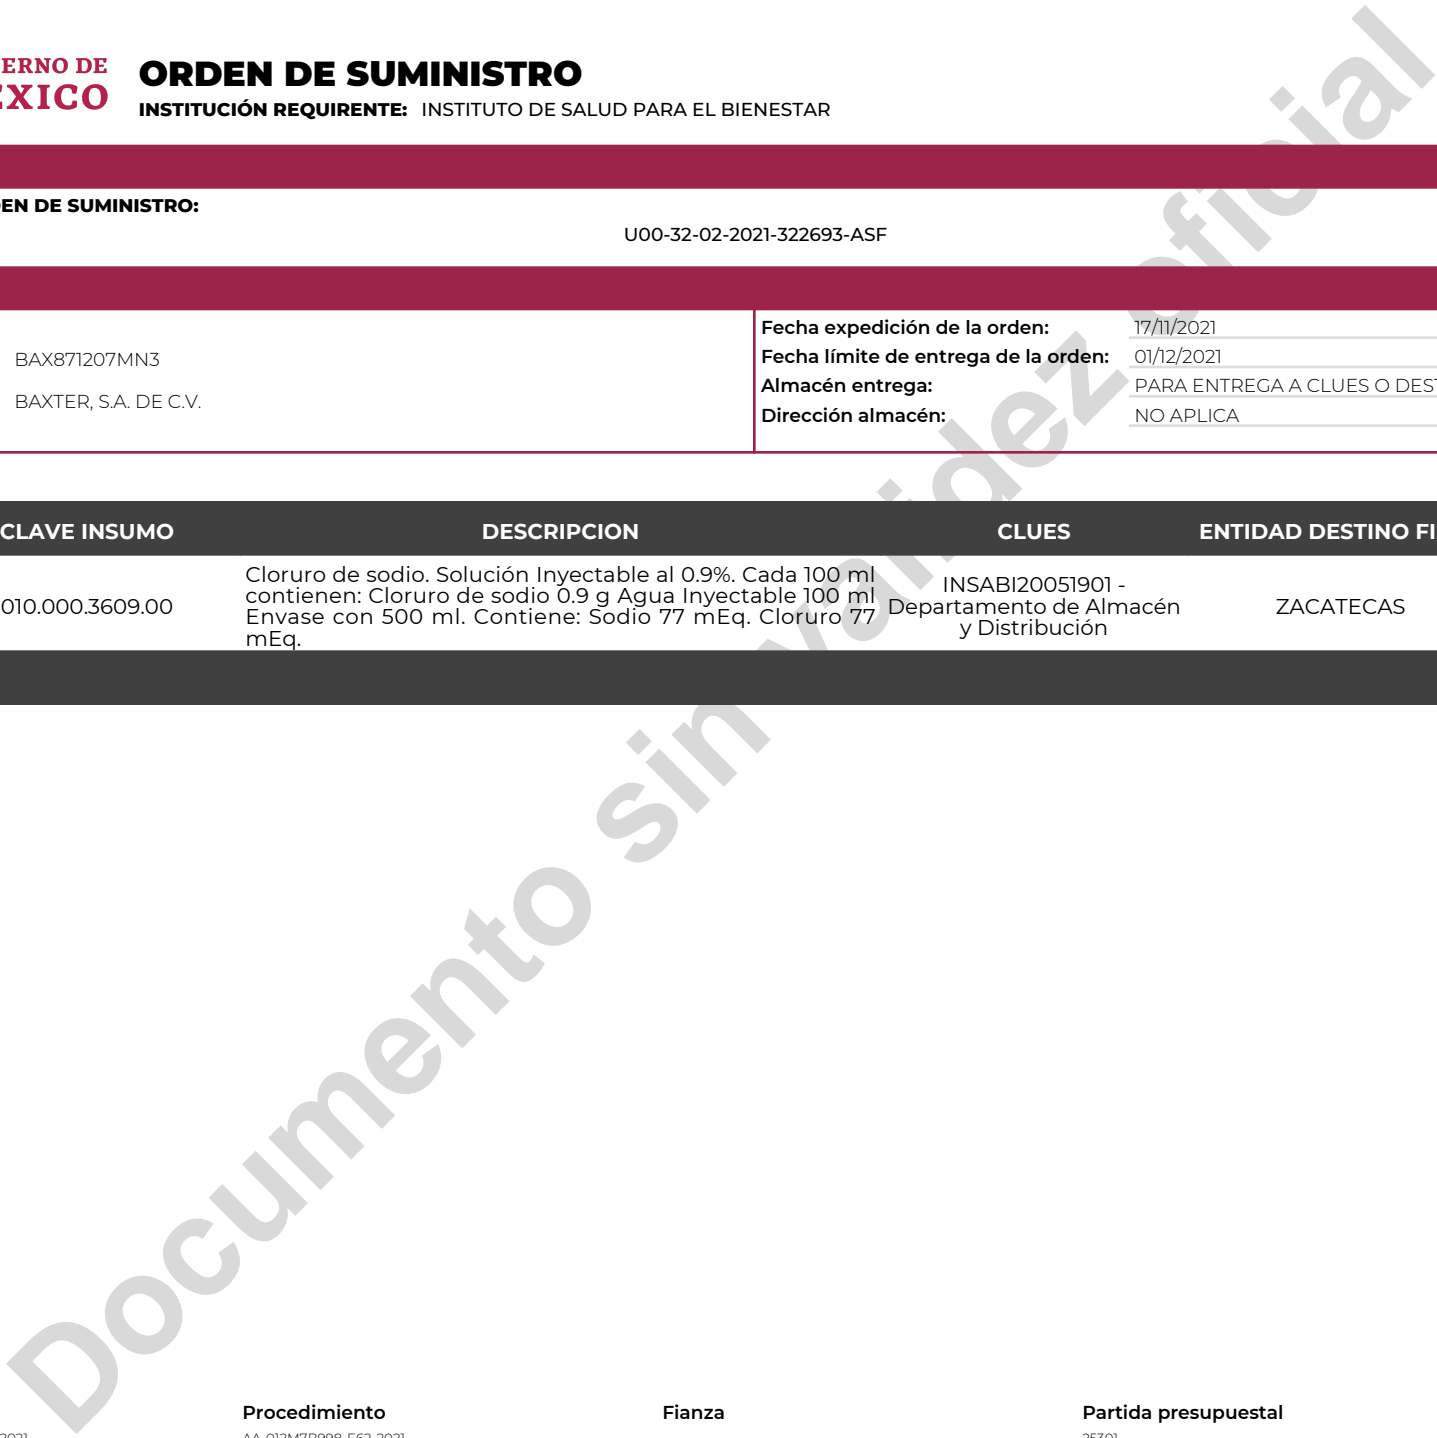 ERNO DE
EXICO
ORDEN DE SUMINISTRO
INSTITUCIÓN REQUIRENTE: INSTITUTO DE SALUD PARA EL BIENESTAR
EN DE SUMINISTRO:
U00-32-02-2021-322693-ASF
BAX871207MN3
BAXTER, S.A. DE C.V.
Fecha expedición de la orden: 17/11/2021
Fecha límite de entrega de la orden: 01/12/2021
Almacén entrega: PARA ENTREGA A CLUES O DEST
Dirección almacén: NO APLICA
CLAVE INSUMO DESCRIPCION CLUES ENTIDAD DESTINO FI
010.000.3609.00
Cloruro de sodio. Solución Inyectable al 0.9%. Cada 100 ml
contienen: Cloruro de sodio 0.9 g Agua Inyectable 100 ml
Envase con 500 ml. Contiene: Sodio 77 mEq. Cloruro 77
mEq.
INSABI20051901 -
Departamento de Almacén
y Distribución
ZACATECAS
Documento sin validez oficial
Procedimiento Fianza Partida presupuestal